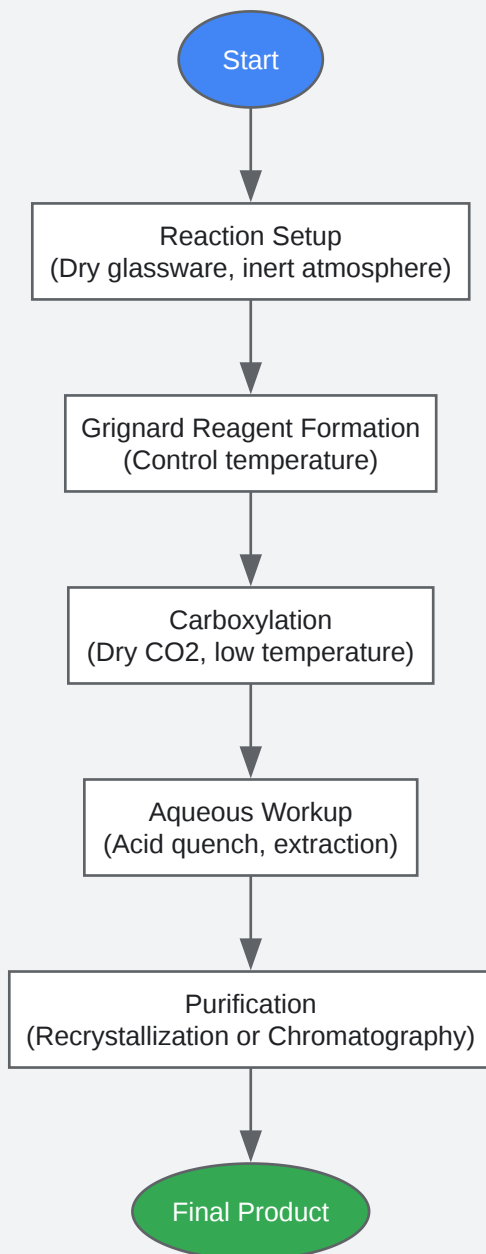 Start
Reaction Setup
(Dry glassware, inert atmosphere)
Grignard Reagent Formation
(Control temperature)
Carboxylation
(Dry CO2, low temperature)
Aqueous Workup
(Acid quench, extraction)
Purification
(Recrystallization or Chromatography)
Final Product